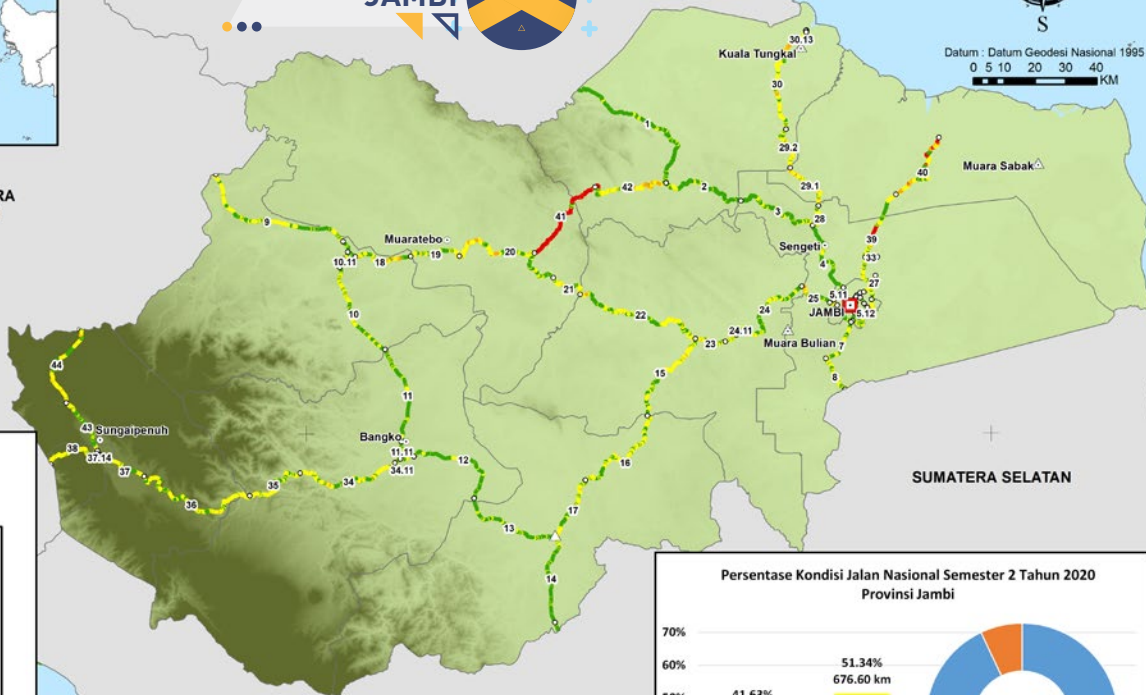 JAMBI
S
Datum : Datum Geodesi Nasional 1995
0 5 10 20 30 40
KM
RA
30.13
Kuala Tungkal
30
1
29.2
Muara Sabak
40
42
2
29.1
41
3
28
9
Muaratebo
39
Sengeti
20
19
18
10.11
4
33
27
21
5.11
25
10
22
24
JAMBI
5.12
24.11
23
Muara Bulian
7
44
15
8
11
43
Sungaipenuh
Bangko
38
37.14
11.11
12
34.11
16
37
SUMATERA SELATAN
35
34
36
17
13
14
Persentase Kondisi Jalan Nasional Semester 2 Tahun 2020
Provinsi Jambi
70%
60%
51.34%
676.60 km
41.63%